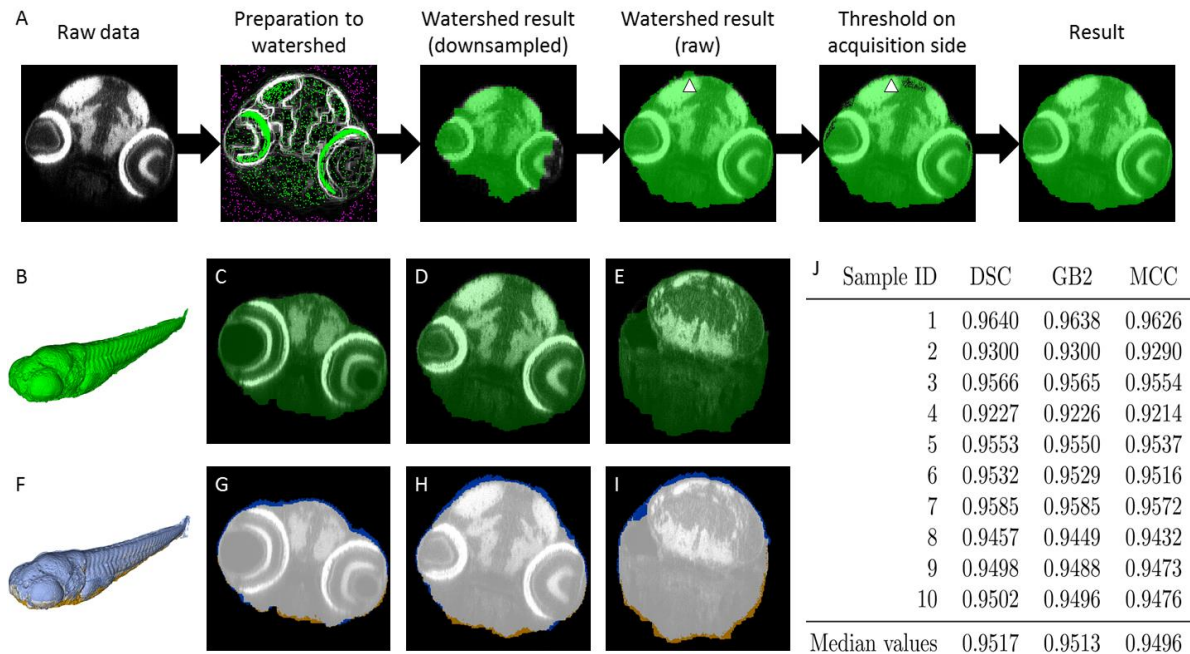 A
Raw data
Preparation to
watershed
Watershed result
(downsampled)
Watershed result
(raw)
Threshold on
acquisition side
Result
B
C
D
E
F
G
H
I
J
Sample ID DSC GB2 MCC
1 0.9640 0.9638 0.9626
2 0.9300 0.9300 0.9290
3 0.9566 0.9565 0.9554
4 0.9227 0.9226 0.9214
5 0.9553 0.9550 0.9537
6 0.9532 0.9529 0.9516
7 0.9585 0.9585 0.9572
8 0.9457 0.9449 0.9432
9 0.9498 0.9488 0.9473
10 0.9502 0.9496 0.9476
Median values 0.9517 0.9513 0.9496